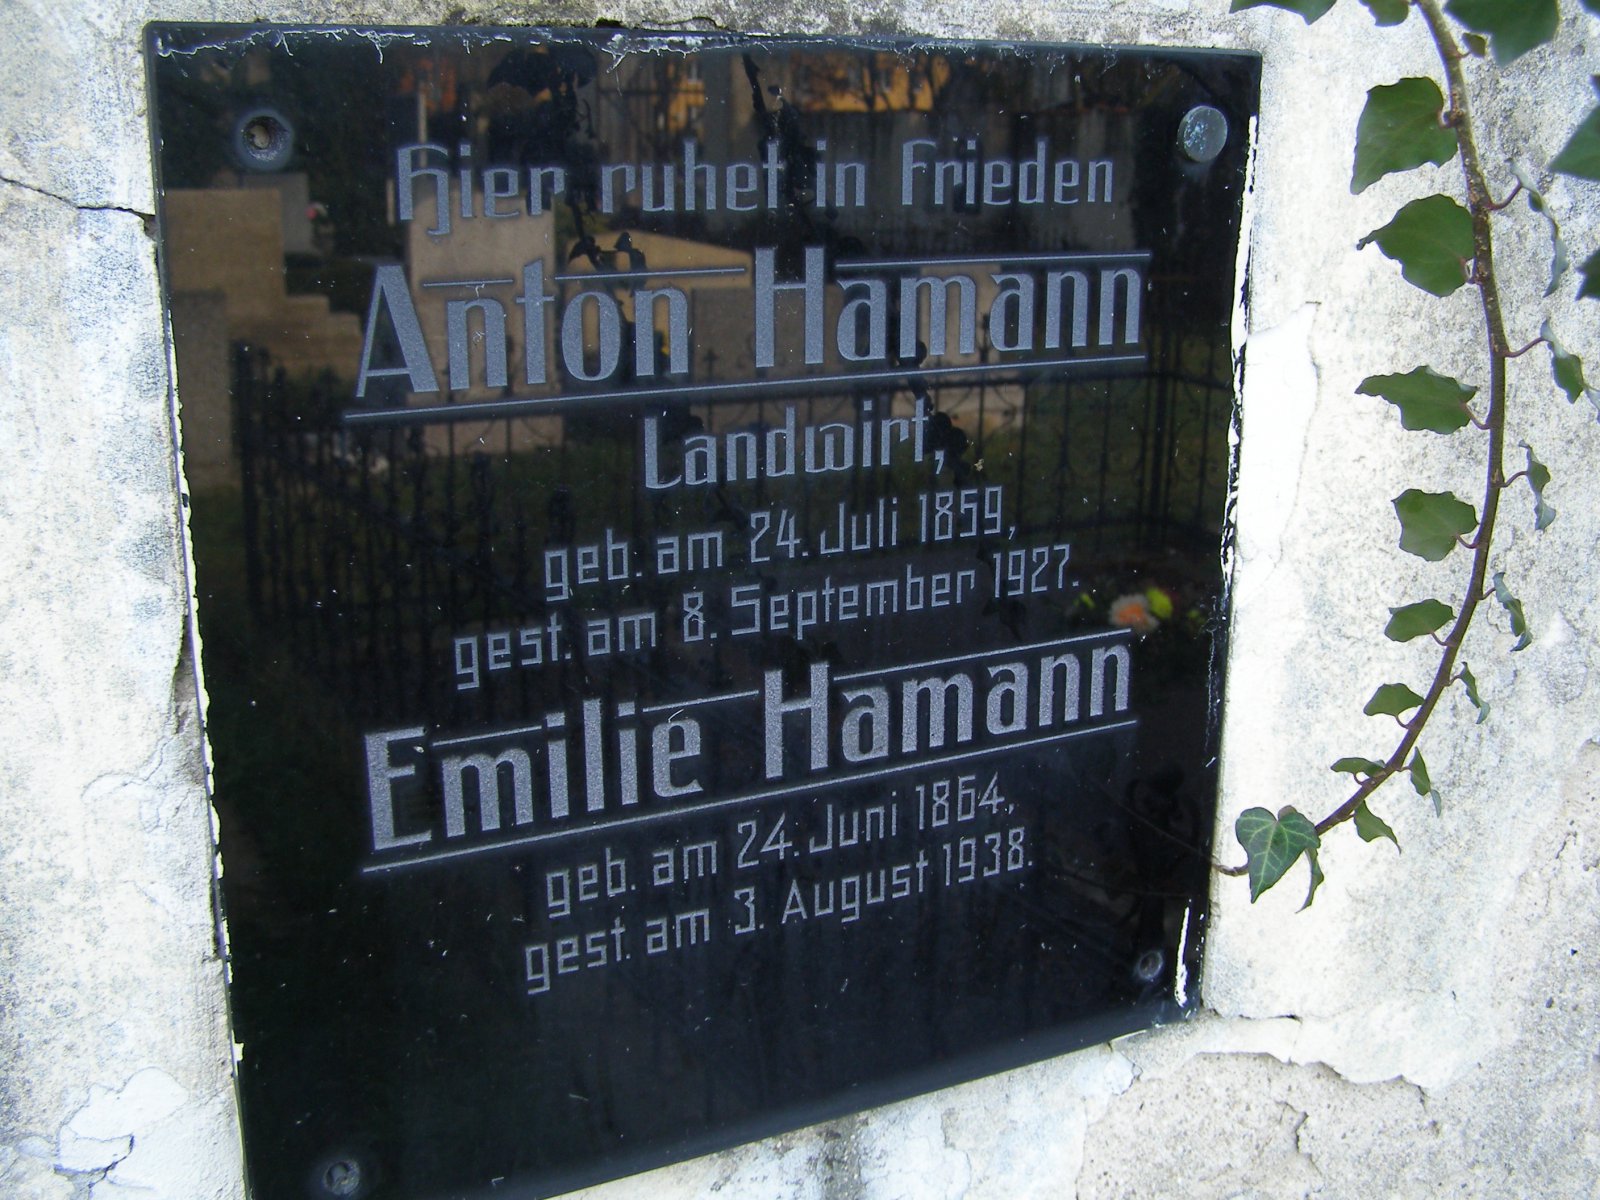 Hier ruhet in Frieden
Anton Hamann
Landwirt,
geb. am 24. Juli 1859,
gest. am 8. September 1927.
Emilie Hamann
geb. am 24. Juni 1864,
gest. am 3. August 1938.